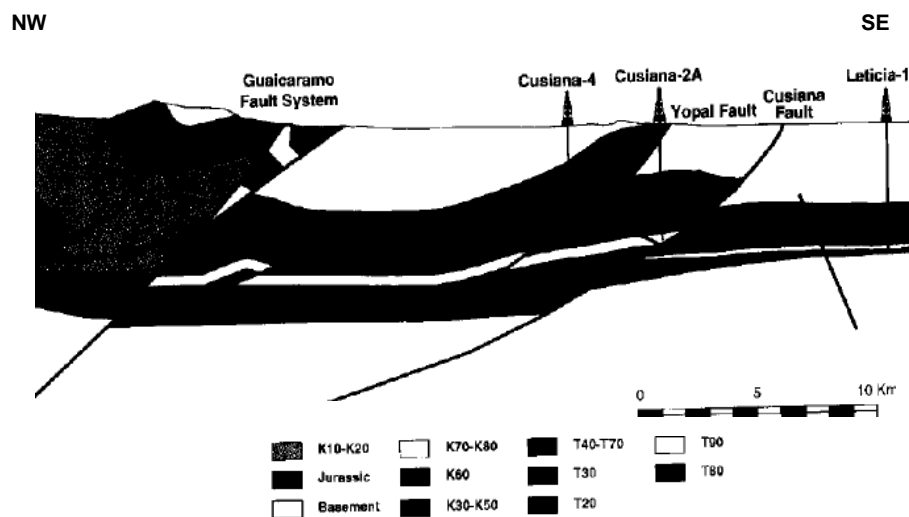 NW
SE
Guaicaramo
Fault System
Cusiana-4
Cusiana-2A
Yopal Fault
Cusiana
Fault
Leticia-1
0 5 10 Km
K10-K20
K70-K80
T40-T70
T90
Jurassic
K60
T30
T80
Basement
K30-K50
T20